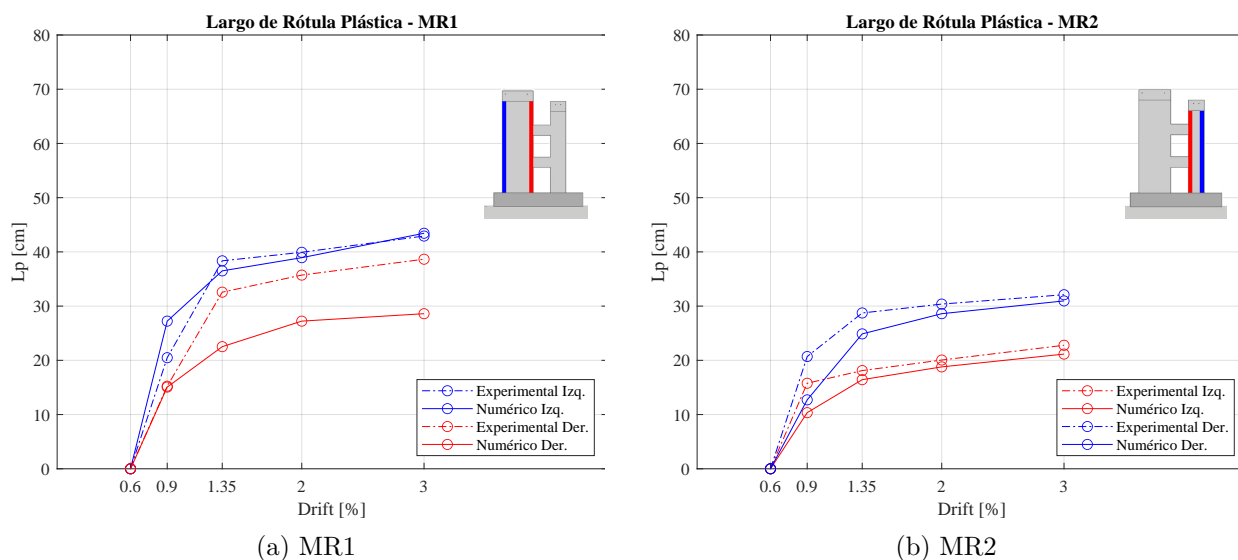 Largo de Rótula Plástica - MR1
80
70
60
50
40
30
20
10
0
Lp [cm]
0.6 0.9 1.35 2 3
Drift [%]
Experimental Izq.
Numérico Izq.
Experimental Der.
Numérico Der.
(a) MR1
Largo de Rótula Plástica - MR2
80
70
60
50
40
30
20
10
0
Lp [cm]
0.6 0.9 1.35 2 3
Drift [%]
Experimental Izq.
Numérico Izq.
Experimental Der.
Numérico Der.
(b) MR2